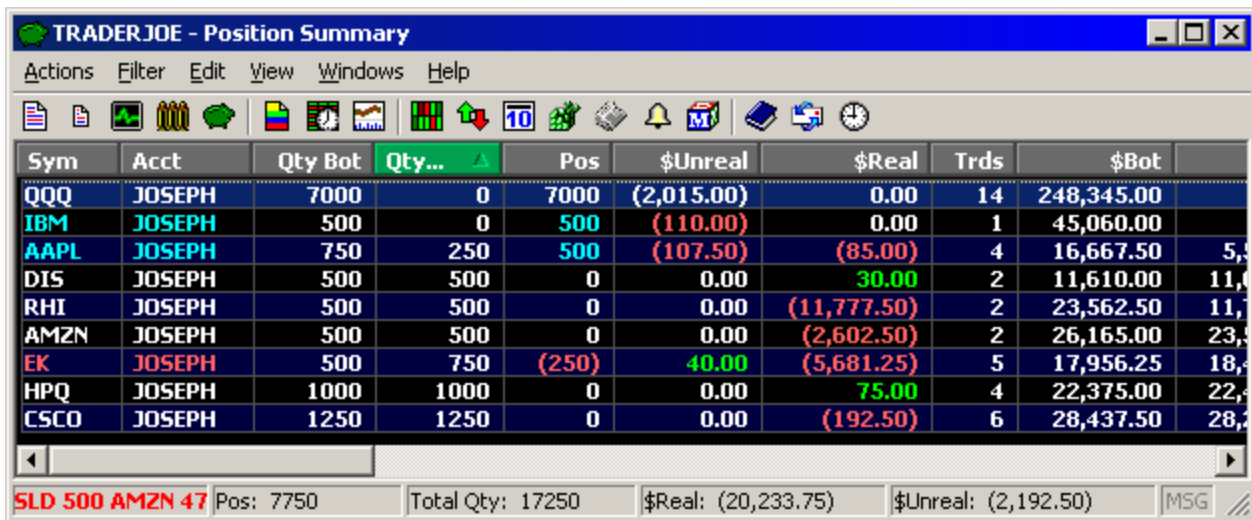 TRADERJOE - Position Summary
Actions Filter Edit View Windows Help
10 M
Sym Acct Qty Bot Qty... Pos $Unreal $Real Trds $Bot
QQQ JOSEPH 7000 0 7000 (2,015.00) 0.00 14 248,345.00
IBM JOSEPH 500 0 500 (110.00) 0.00 1 45,060.00
AAPL JOSEPH 750 250 500 (107.50) (85.00) 4 16,667.50
DIS JOSEPH 500 500 0 0.00 30.00 2 11,610.00
RHI JOSEPH 500 500 0 0.00 (11,777.50) 2 23,562.50
AMZN JOSEPH 500 500 0 0.00 (2,602.50) 2 26,165.00
EK JOSEPH 500 750 (250) 40.00 (5,681.25) 5 17,956.25
HPQ JOSEPH 1000 1000 0 0.00 75.00 4 22,375.00
CSCO JOSEPH 1250 1250 0 0.00 (192.50) 6 28,437.50
SLD 500 AMZN 47 Pos: 7750 Total Qty: 17250 $Real: (20,233.75) $Unreal: (2,192.50) MSG